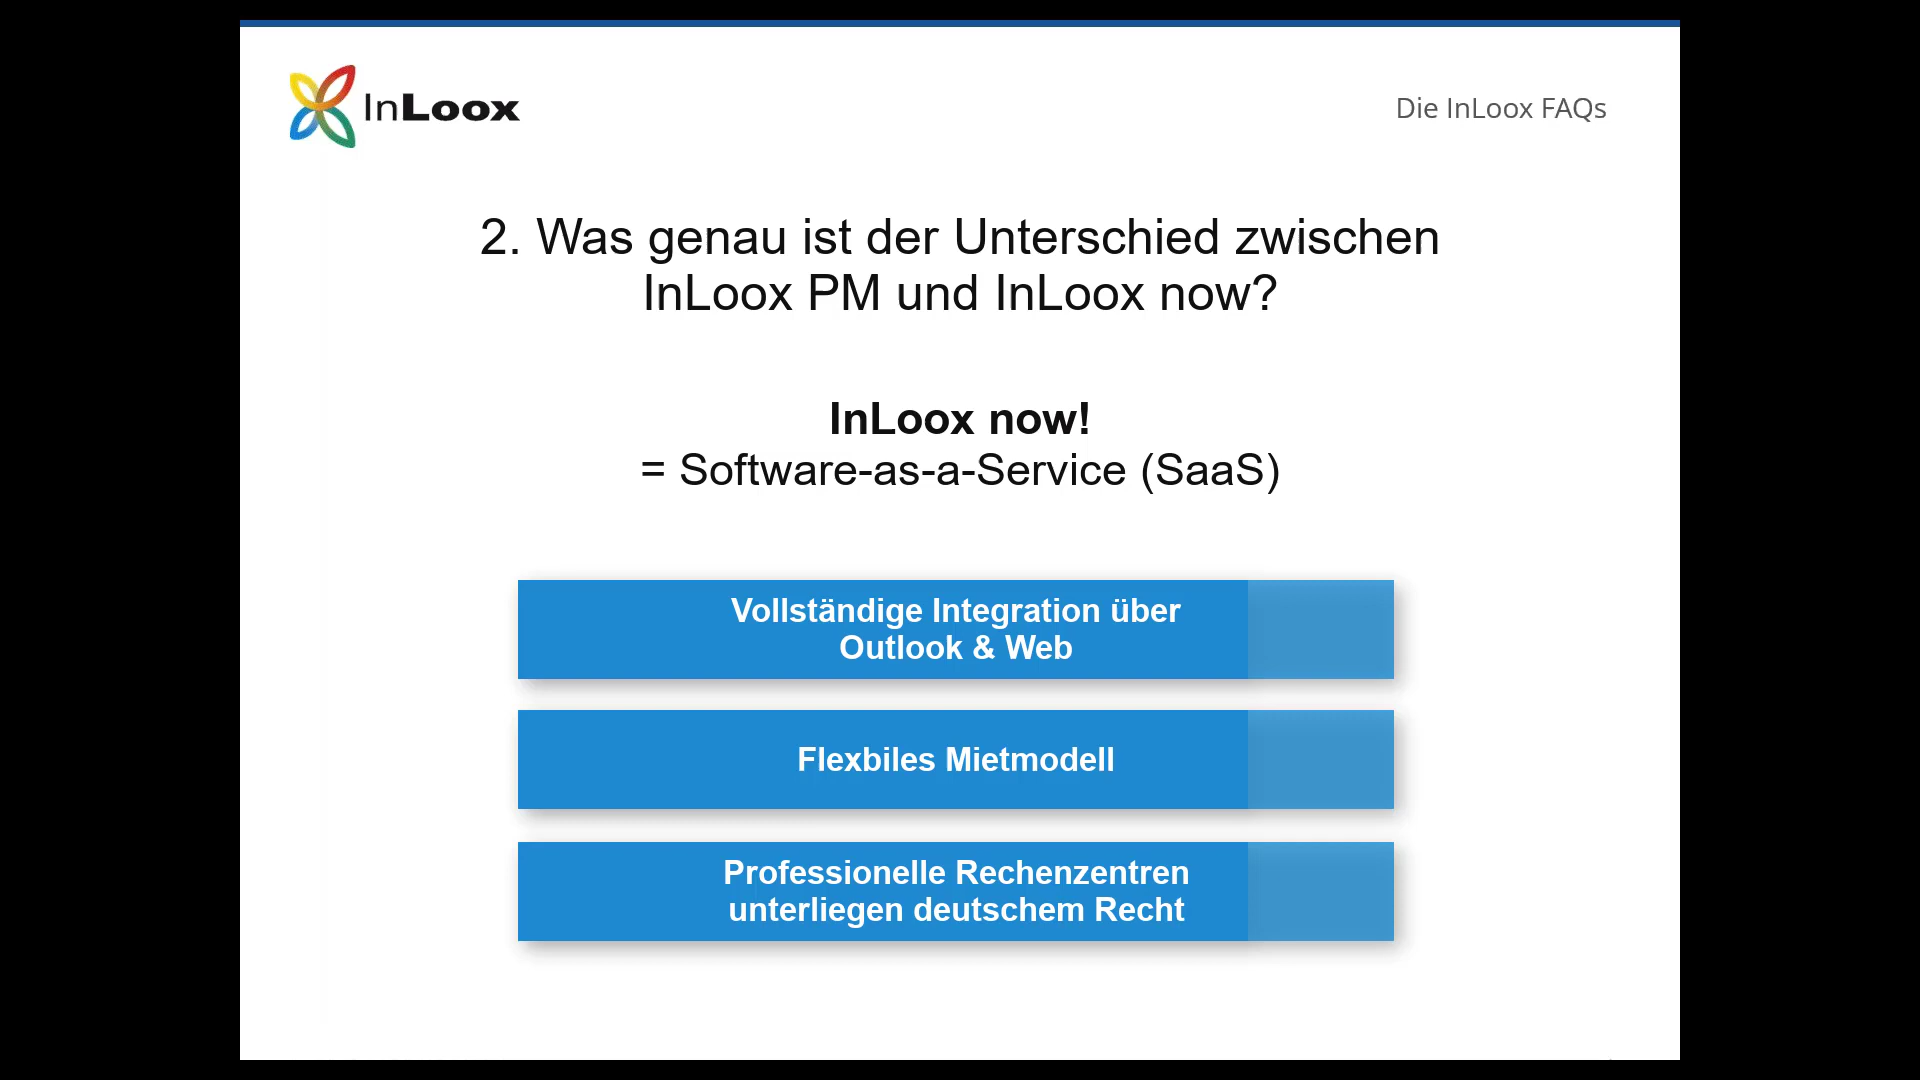 InLoox
Die InLoox FAQs
2. Was genau ist der Unterschied zwischen
InLoox PM und InLoox now?
InLoox now!
= Software-as-a-Service (SaaS)
Vollständige Integration über
Outlook & Web
Flexbiles Mietmodell
Professionelle Rechenzentren
unterliegen deutschem Recht